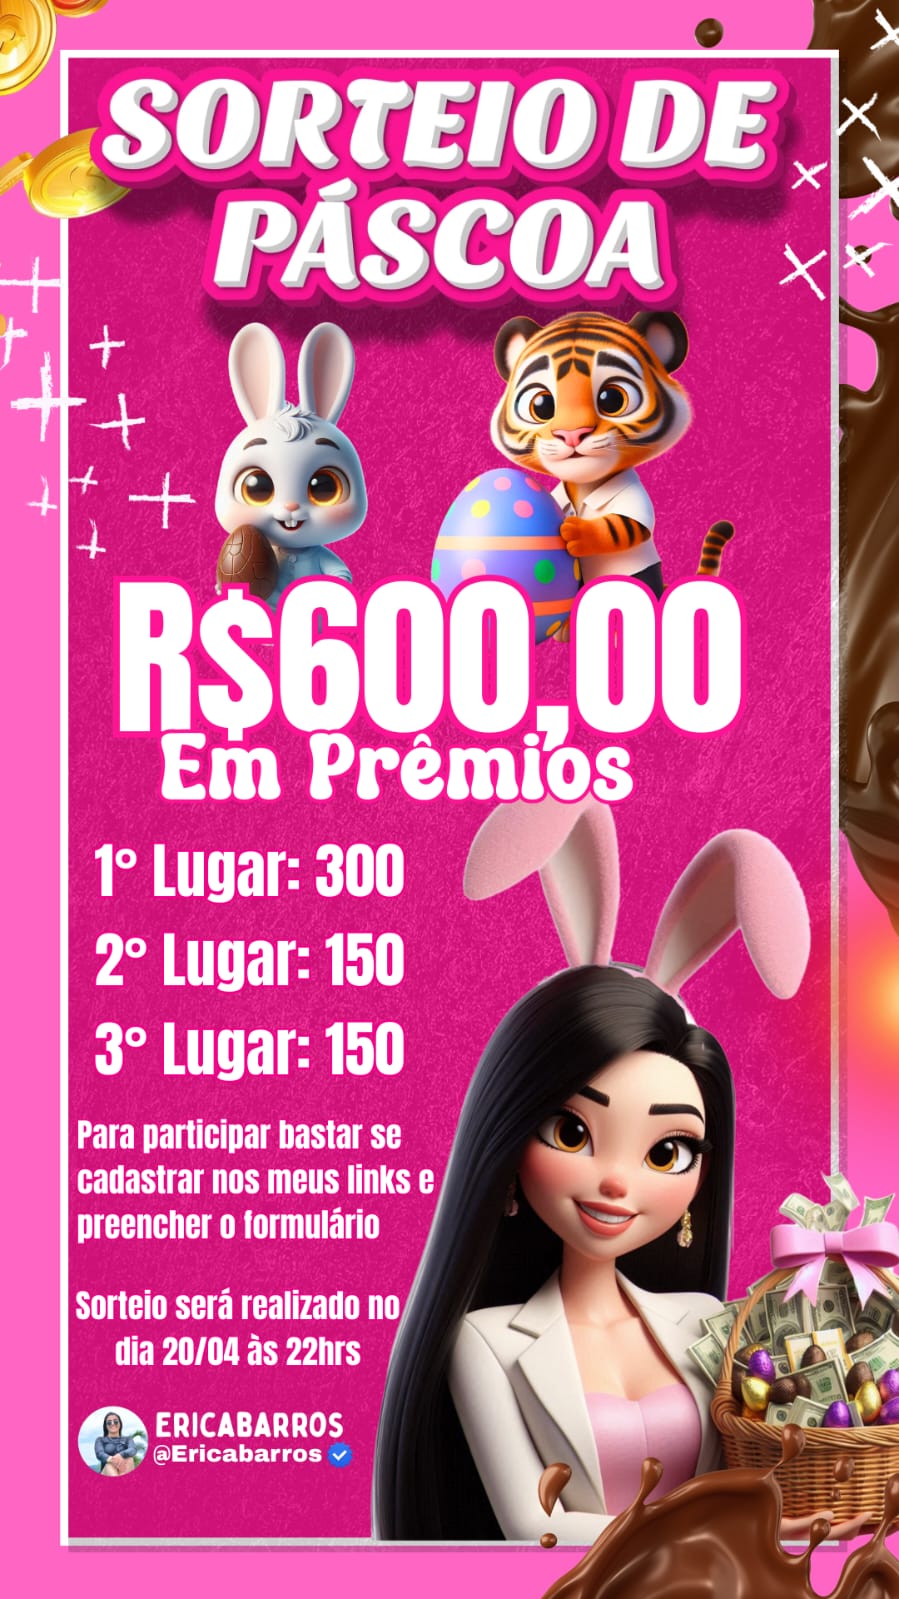 SORTEIO DE
PÁSCOA
R$600,00
Em Prêmios
1° Lugar: 300
2° Lugar: 150
3° Lugar: 150
Para participar bastar se
cadastrar nos meus links e
preencher o formulário
Sorteio será realizado no
dia 20/04 às 22hrs
ERICABARROS
@Ericabarros